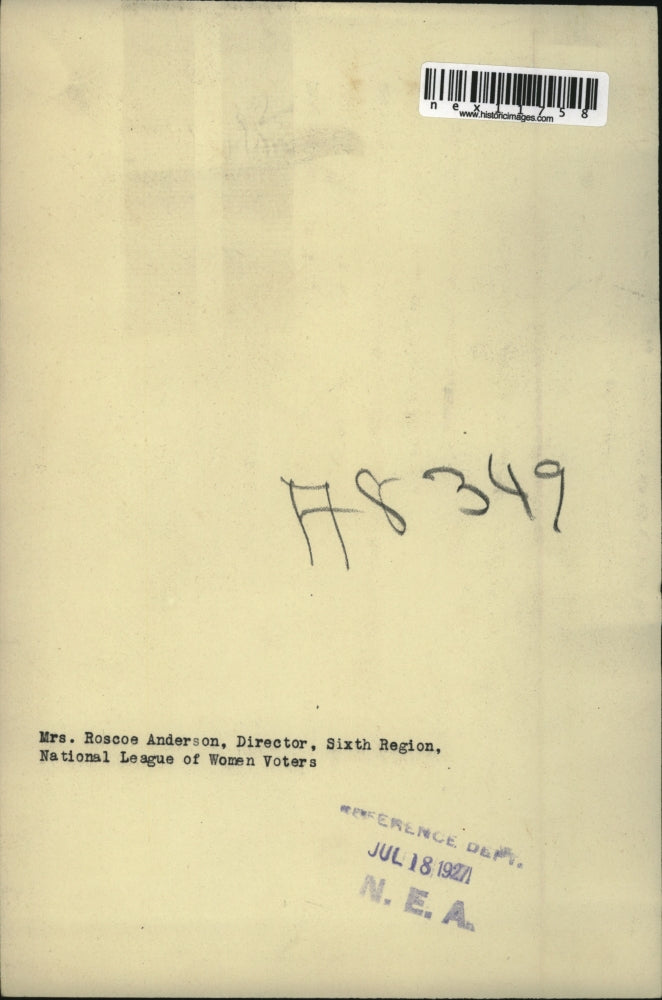 nex11758
www.historicimages.com
A8349
Mrs. Roscoe Anderson, Director, Sixth Region,
National League of Women Voters
REFERENCE DEPT.
JUL 18 1927
N. E. A.